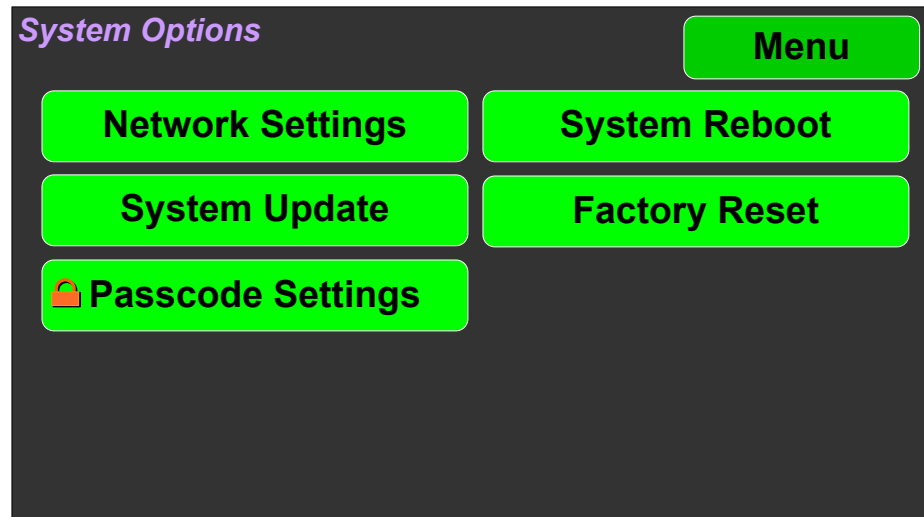 System Options
Menu
Network Settings
System Reboot
System Update
Factory Reset
Passcode Settings